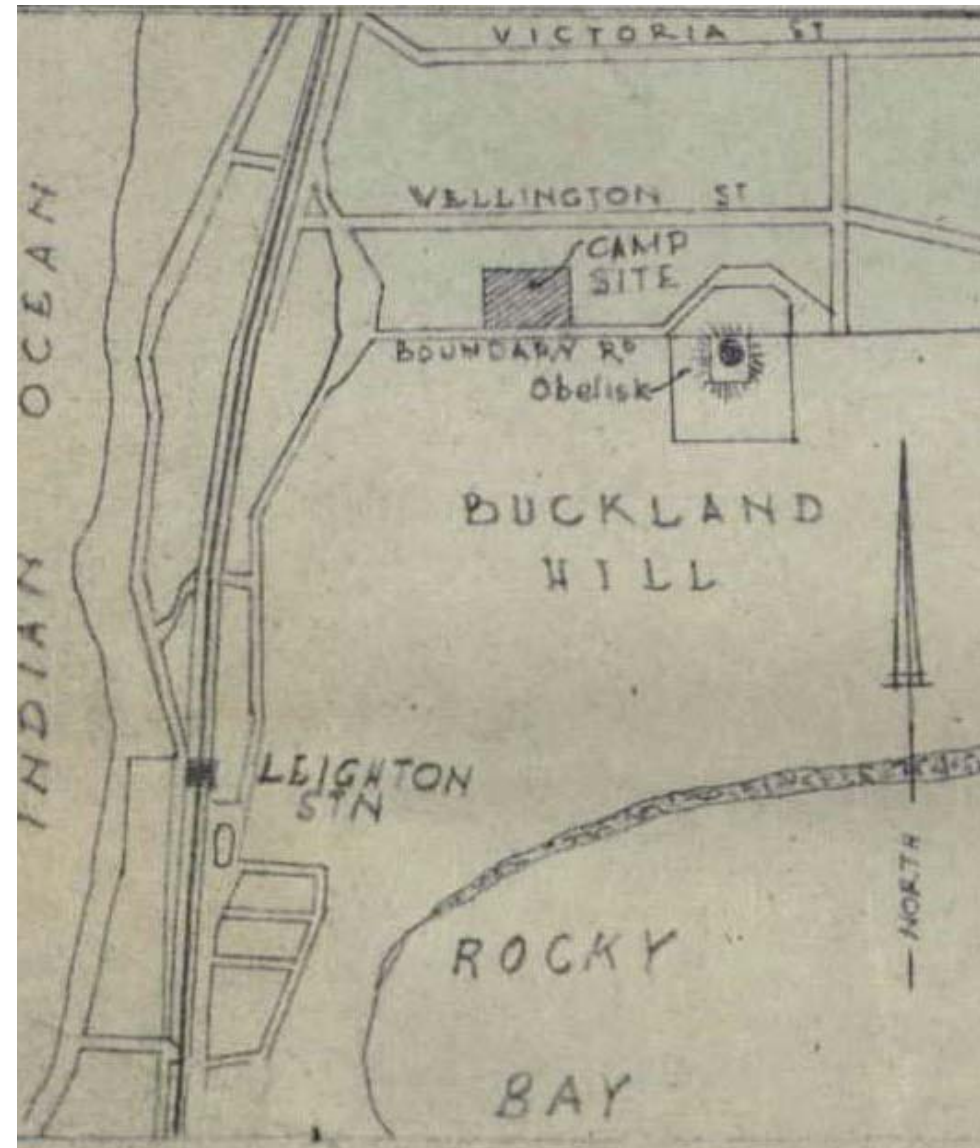 VICTORIA ST
WELLINGTON ST
CAMP
SITE
BOUNDARY RD
Obelisk
INDIAN OCEAN
BUCKLAND
HILL
LEIGHTON
STN
NORTH
ROCKY
BAY